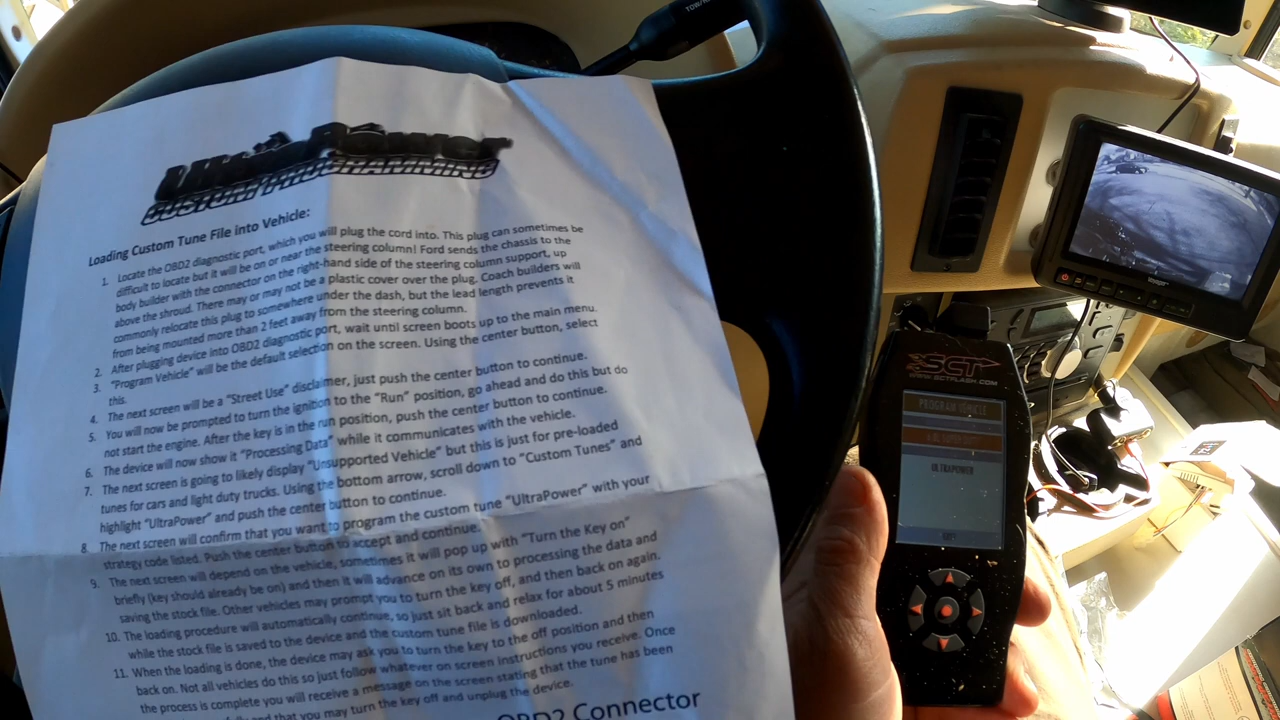 TOW/H
UltraPower
CUSTOM PROGRAMMING
Loading Custom Tune File into Vehicle:
1. Locate the OBD2 diagnostic port, which you will plug the cord into. This plug can sometimes be
difficult to locate but it will be on or near the steering column! Ford sends the chassis to the
body builder with the connector on the right-hand side of the steering column support, up
above the shroud. There may or may not be a plastic cover over the plug. Coach builders will
commonly relocate this plug to somewhere under the dash, but the lead length prevents it
from being mounted more than 2 feet away from the steering column.
2. After plugging device into OBD2 diagnostic port, wait until screen boots up to the main menu.
3. "Program Vehicle" will be the default selection on the screen. Using the center button, select
this.
4. The next screen will be a "Street Use" disclaimer, just push the center button to continue.
5. You will now be prompted to turn the ignition to the "Run" position, go ahead and do this but do
not start the engine. After the key is in the run position, push the center button to continue.
6. The device will now show it "Processing Data" while it communicates with the vehicle.
7. The next screen is going to likely display "Unsupported Vehicle" but this is just for pre-loaded
tunes for cars and light duty trucks. Using the bottom arrow, scroll down to "Custom Tunes" and
highlight "UltraPower" and push the center button to continue.
8. The next screen will confirm that you want to program the custom tune "UltraPower" with your
strategy code listed. Push the center button to accept and continue.
9. The next screen will depend on the vehicle, sometimes it will pop up with "Turn the Key on"
briefly (key should already be on) and then it will advance on its own to processing the data and
saving the stock file. Other vehicles may prompt you to turn the key off, and then back on again.
10. The loading procedure will automatically continue, so just sit back and relax for about 5 minutes
while the stock file is saved to the device and the custom tune file is downloaded.
11. When the loading is done, the device may ask you to turn the key to the off position and then
back on. Not all vehicles do this so just follow whatever on screen instructions you receive. Once
the process is complete you will receive a message on the screen stating that the tune has been
and that you may turn the key off and unplug the device.
OBD2 Connector
SCT
WWW.SCTFLASH.COM
PROGRAM VEHICLE
ULTRAPOWER